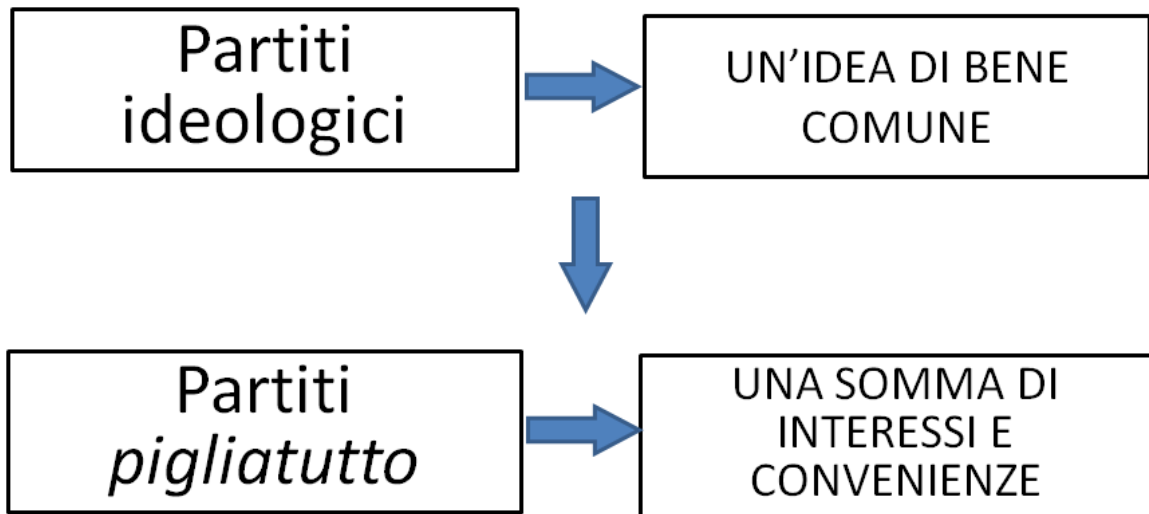 Partiti
ideologici
UN'IDEA DI BENE
COMUNE
Partiti
pigliatutto
UNA SOMMA DI
INTERESSI E
CONVENIENZE